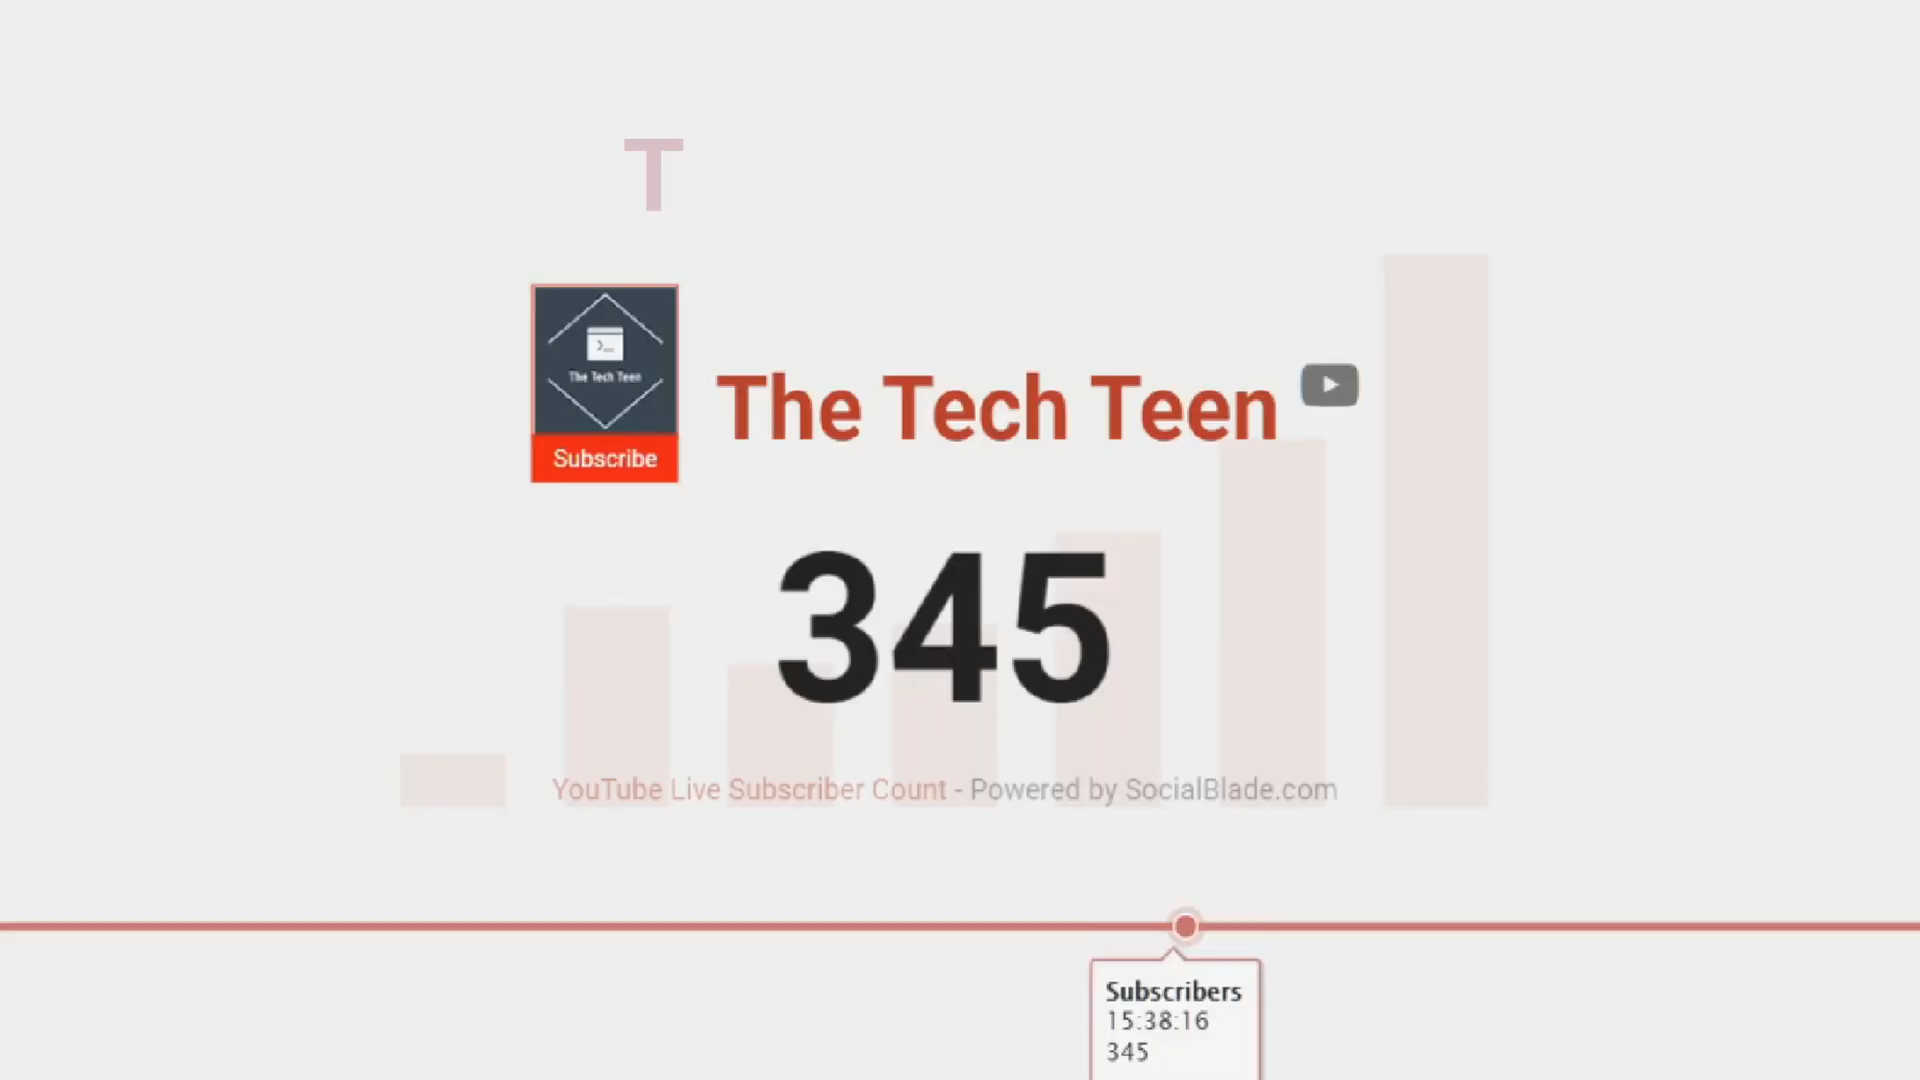 T
>_
The Tech Teen
Subscribe
The Tech Teen
345
YouTube Live Subscriber Count - Powered by SocialBlade.com
Subscribers
15:38:16
345